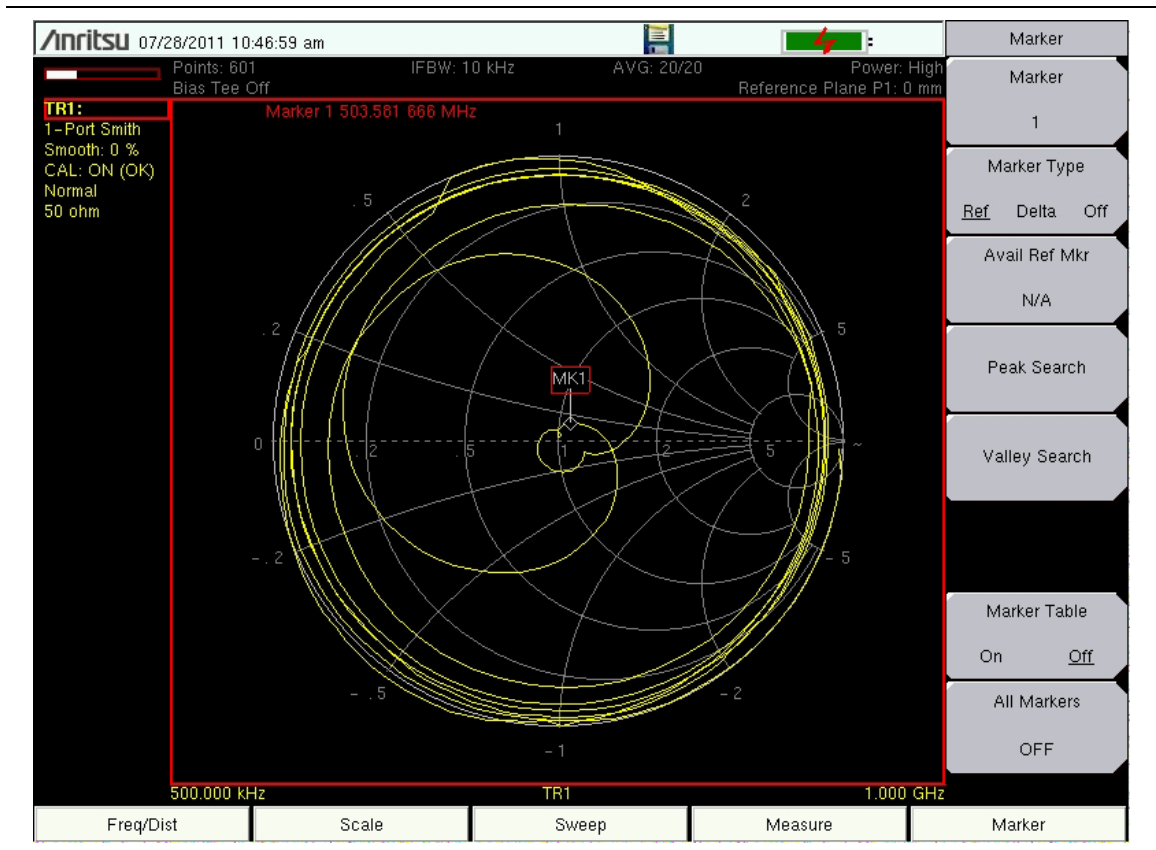 Anritsu 07/28/2011 10:46:59 am
Points: 601 IFBW: 10 kHz AVG: 20/20 Power: High
Bias Tee Off Reference Plane P1: 0 mm
TR1:
1-Port Smith
Smooth: 0 %
CAL: ON (OK)
Normal
50 ohm
Marker 1 503.581 666 MHz
1
.5 2
.2 5
MK1
0 .2 .5 1 2 5 ~
-.2 -5
-.5 -2
-1
500.000 kHz TR1 1.000 GHz
Marker
Marker
1
Marker Type
Ref Delta Off
Avail Ref Mkr
N/A
Peak Search
Valley Search
Marker Table
On Off
All Markers
OFF
Freq/Dist Scale Sweep Measure Marker